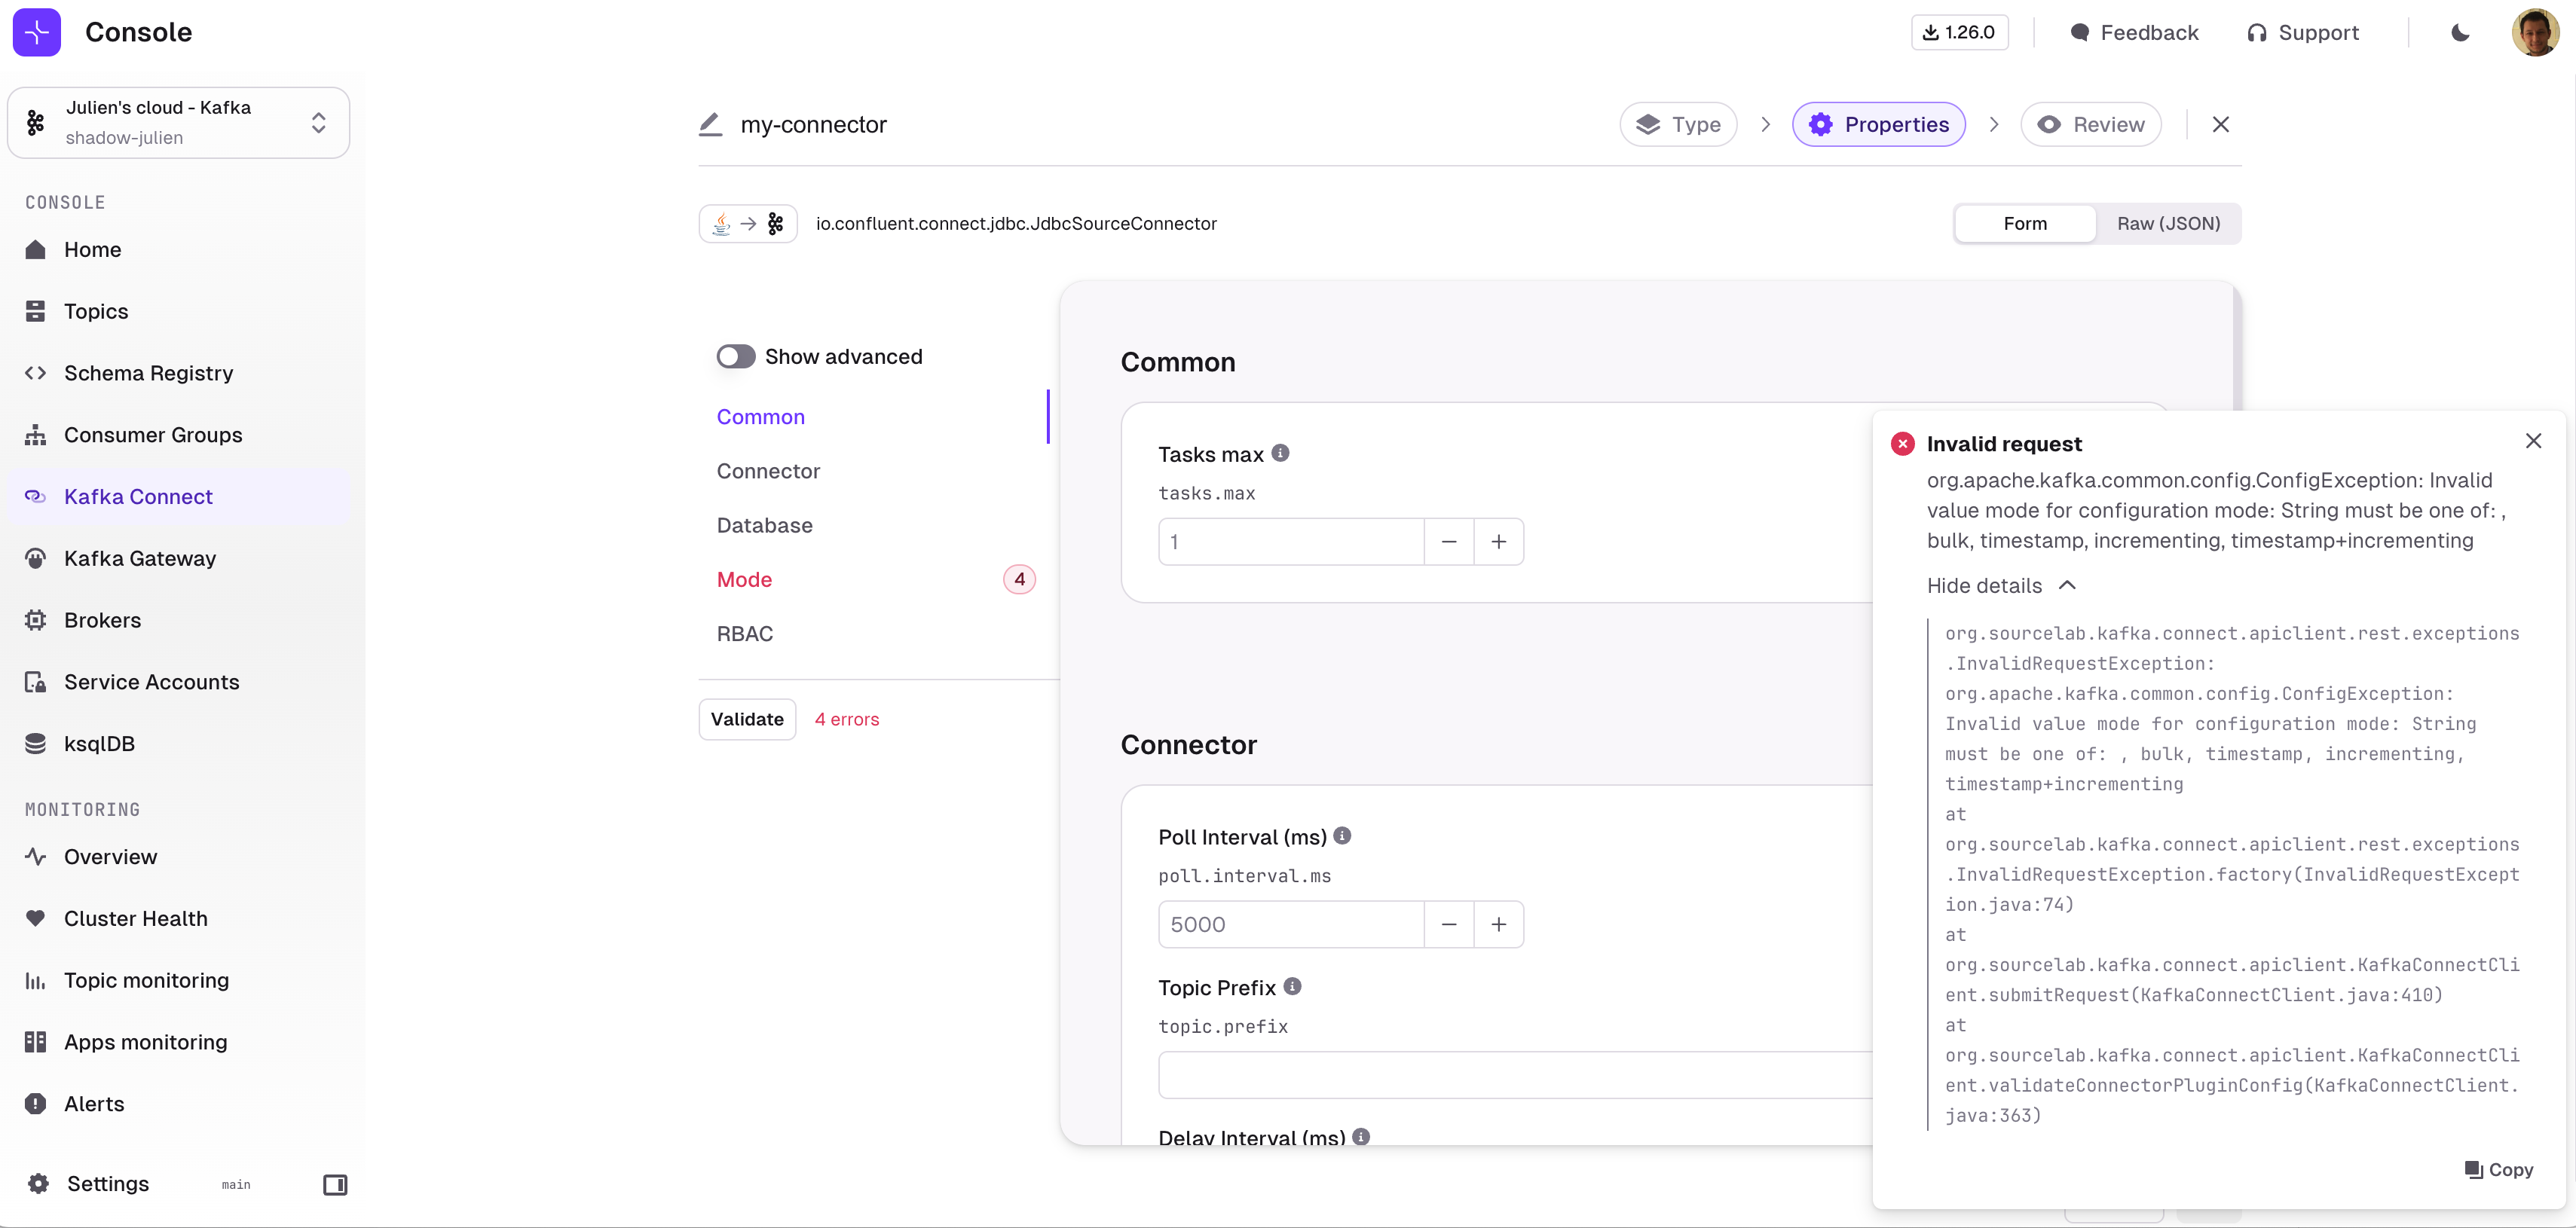 Console
1.26.0
Feedback
Support
Julien's cloud - Kafka
shadow-julien
CONSOLE
Home
Topics
Schema Registry
Consumer Groups
Kafka Connect
Kafka Gateway
Brokers
Service Accounts
ksqlDB
MONITORING
Overview
Cluster Health
Topic monitoring
Apps monitoring
Alerts
Settings
main
my-connector
Type
Properties
Review
io.confluent.connect.jdbc.JdbcSourceConnector
Form
Raw (JSON)
Show advanced
Common
Connector
Database
Mode
4
RBAC
Validate
4 errors
Common
Tasks max
tasks.max
1
Connector
Poll Interval (ms)
poll.interval.ms
5000
Topic Prefix
topic.prefix
Delay Interval (ms)
Invalid request
org.apache.kafka.common.config.ConfigException: Invalid
value mode for configuration mode: String must be one of: ,
bulk, timestamp, incrementing, timestamp+incrementing
Hide details
org.sourcelab.kafka.connect.apiclient.rest.exceptions
.InvalidRequestException:
org.apache.kafka.common.config.ConfigException:
Invalid value mode for configuration mode: String
must be one of: , bulk, timestamp, incrementing,
timestamp+incrementing
at
org.sourcelab.kafka.connect.apiclient.rest.exceptions
.InvalidRequestException.factory(InvalidRequestExcept
ion.java:74)
at
org.sourcelab.kafka.connect.apiclient.KafkaConnectCli
ent.submitRequest(KafkaConnectClient.java:410)
at
org.sourcelab.kafka.connect.apiclient.KafkaConnectCli
ent.validateConnectorPluginConfig(KafkaConnectClient.
java:363)
Copy